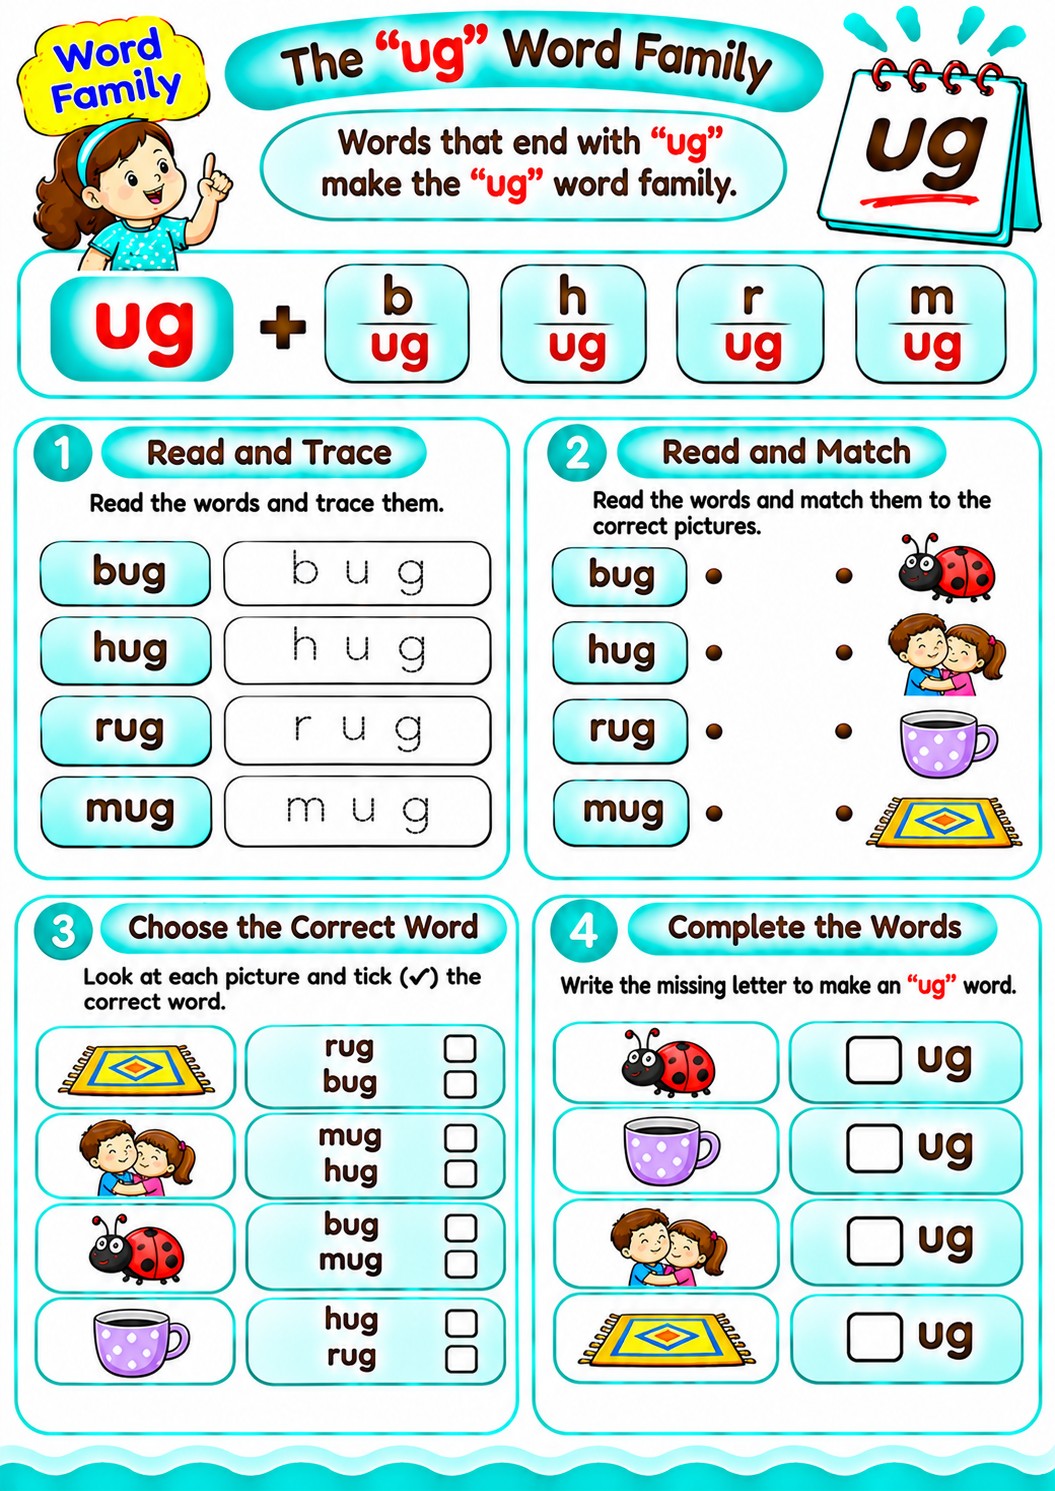 Word
Family
The “ug” Word Family
Words that end with “ug”
make the “ug” word family.
ug
ug + b ug h ug r ug m ug
1 Read and Trace
Read the words and trace them.
bug b u g
hug h u g
rug r u g
mug m u g
2 Read and Match
Read the words and match them to the
correct pictures.
bug
hug
rug
mug
3 Choose the Correct Word
Look at each picture and tick (✓) the
correct word.
rug
bug
mug
hug
bug
mug
hug
rug
4 Complete the Words
Write the missing letter to make an “ug” word.
ug
ug
ug
ug